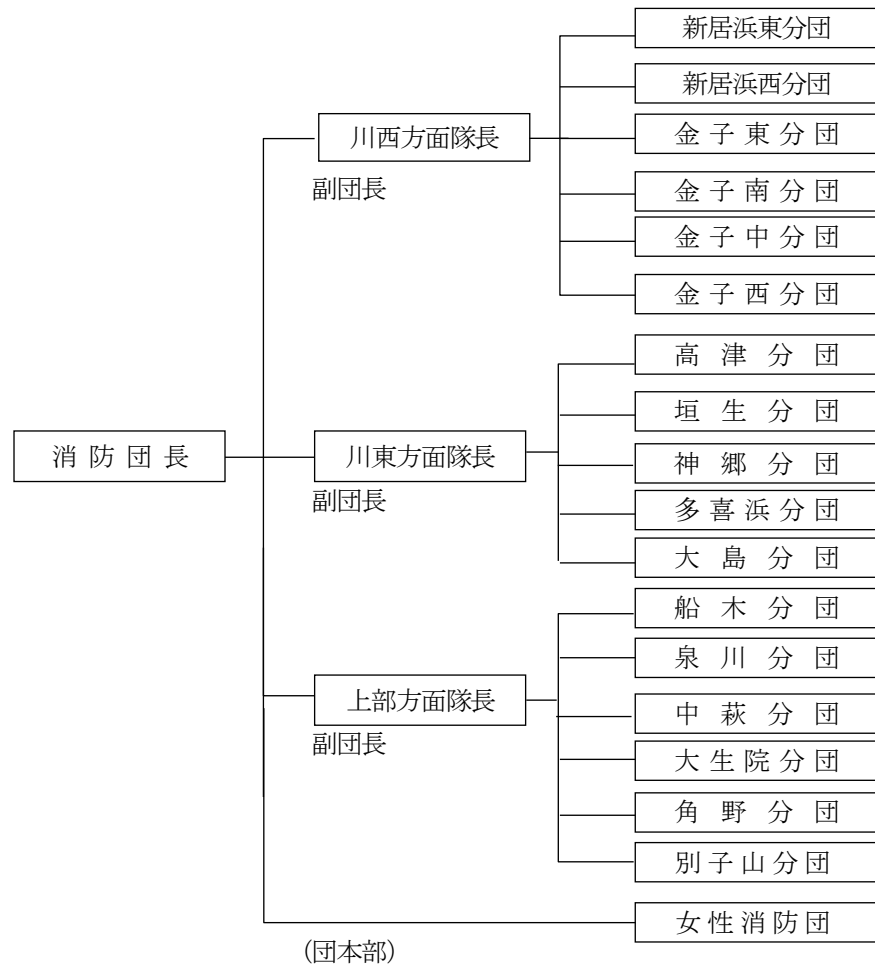 新居浜東分団
新居浜西分団
川西方面隊長
金子東分団
副団長
金子南分団
金子中分団
金子西分団
高津分団
垣生分団
消防団長
川東方面隊長
神郷分団
副団長
多喜浜分団
大島分団
船木分団
泉川分団
上部方面隊長
中萩分団
副団長
大生院分団
角野分団
別子山分団
女性消防団
(団本部)